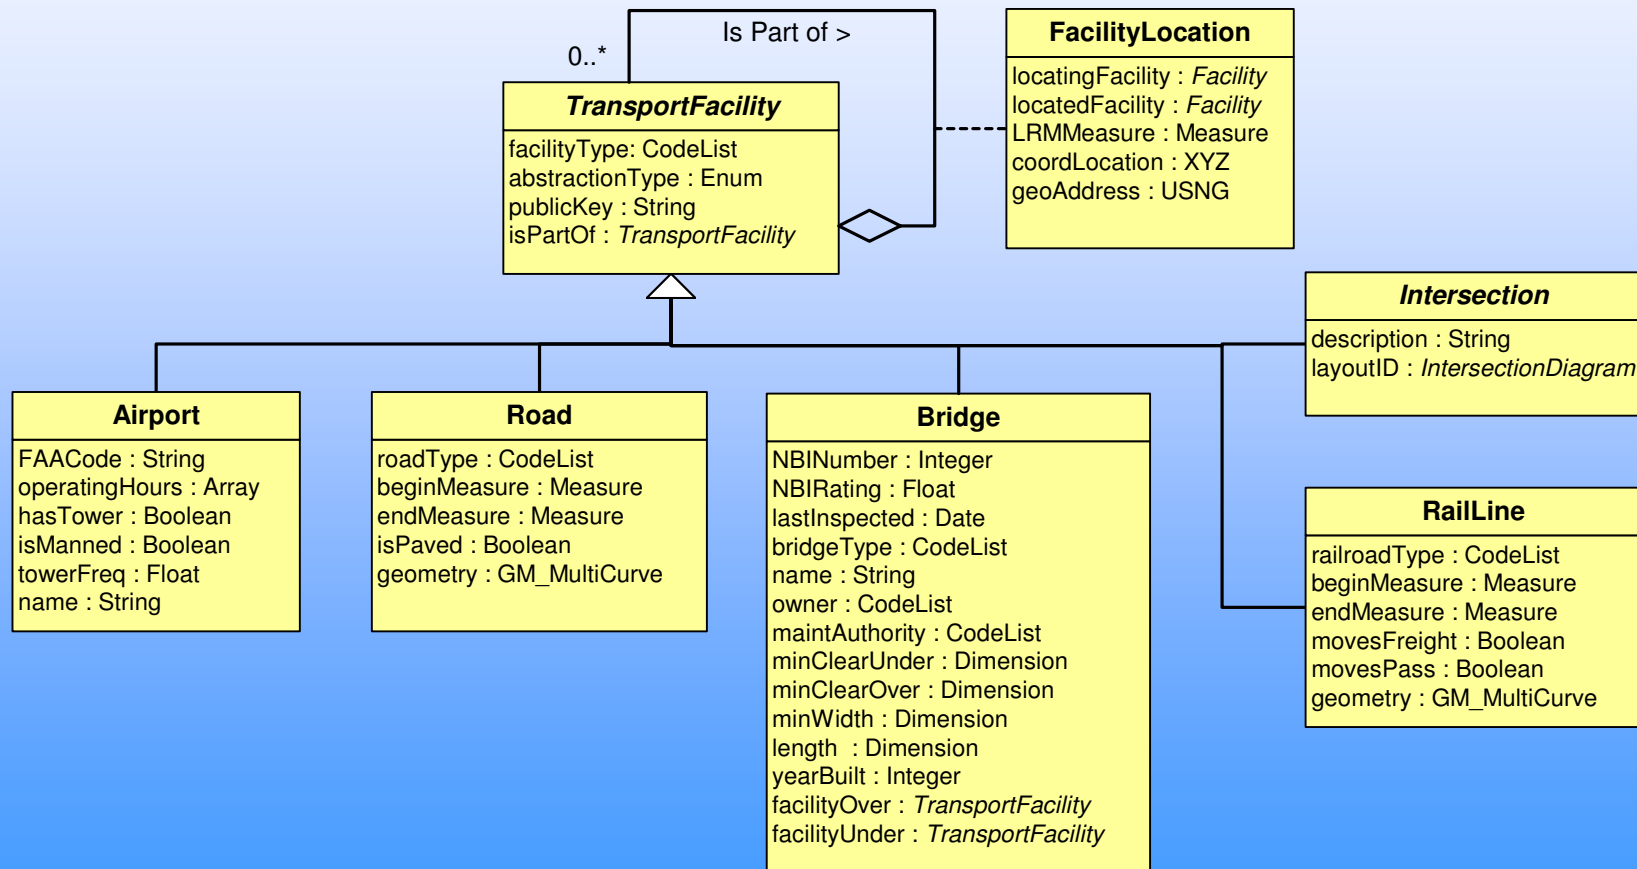 Is Part of >
0..*
TransportFacility
facilityType: CodeList
abstractionType : Enum
publicKey : String
isPartOf : TransportFacility
FacilityLocation
locatingFacility : Facility
locatedFacility : Facility
LRMMeasure : Measure
coordLocation : XYZ
geoAddress : USNG
Intersection
description : String
layoutID : IntersectionDiagram
Airport
FAACode : String
operatingHours : Array
hasTower : Boolean
isManned : Boolean
towerFreq : Float
name : String
Road
roadType : CodeList
beginMeasure : Measure
endMeasure : Measure
isPaved : Boolean
geometry : GM_MultiCurve
Bridge
NBINumber : Integer
NBIRating : Float
lastInspected : Date
bridgeType : CodeList
name : String
owner : CodeList
maintAuthority : CodeList
minClearUnder : Dimension
minClearOver : Dimension
minWidth : Dimension
length : Dimension
yearBuilt : Integer
facilityOver : TransportFacility
facilityUnder : TransportFacility
RailLine
railroadType : CodeList
beginMeasure : Measure
endMeasure : Measure
movesFreight : Boolean
movesPass : Boolean
geometry : GM_MultiCurve